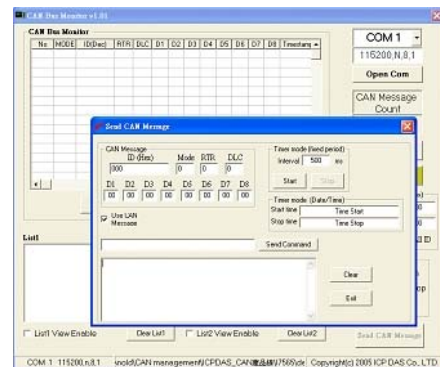 CAN Bus Monitor v1.01
CAN Bus Monitor
No MODE ID(Dec) RTR DLC D1 D2 D3 D4 D5 D6 D7 D8 Timestamp
COM 1
115200,N,8,1
Open Com
CAN Message
Count
Send CAN Message
CAN Message
ID (Hex) Mode RTR DLC
000 0 0 0
D1 D2 D3 D4 D5 D6 D7 D8
00 00 00 00 00 00 00 00
Use CAN
Message
Timer mode (fixed period)
Interval 500 ms
Start Stop
Timer mode (Date/Time)
Start time Time Start
Stop time Time Stop
Send Command
Clear
Exit
List1
List1 View Enable Clear List1 List2 View Enable Clear List2 Send CAN Message
COM 1 115200,n,8,1 Copyright(c) 2005 ICP DAS Co., LTD